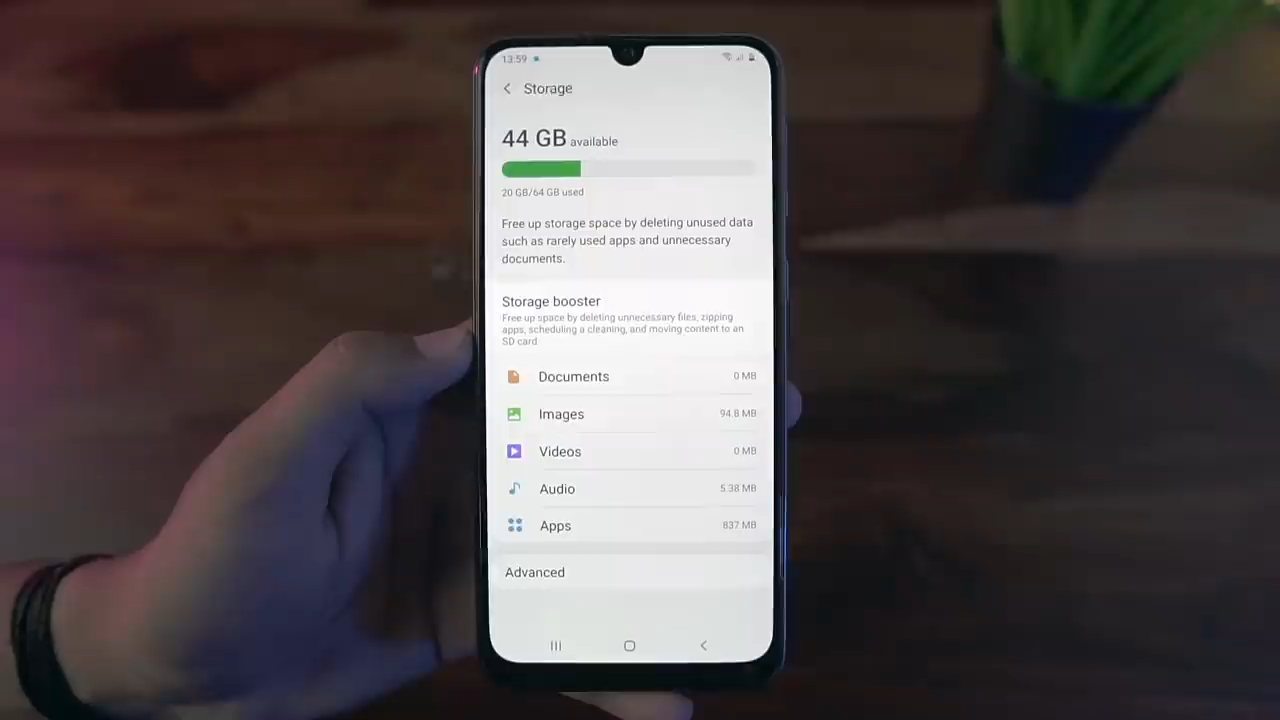 13:59
Storage
44 GB available
20 GB/64 GB used
Free up storage space by deleting unused data
such as rarely used apps and unnecessary
documents.
Storage booster
Free up space by deleting unnecessary files, zipping
apps, scheduling a cleaning, and moving content to an
SD card
Documents 0 MB
Images 94.8 MB
Videos 0 MB
Audio 5.38 MB
Apps 837 MB
Advanced